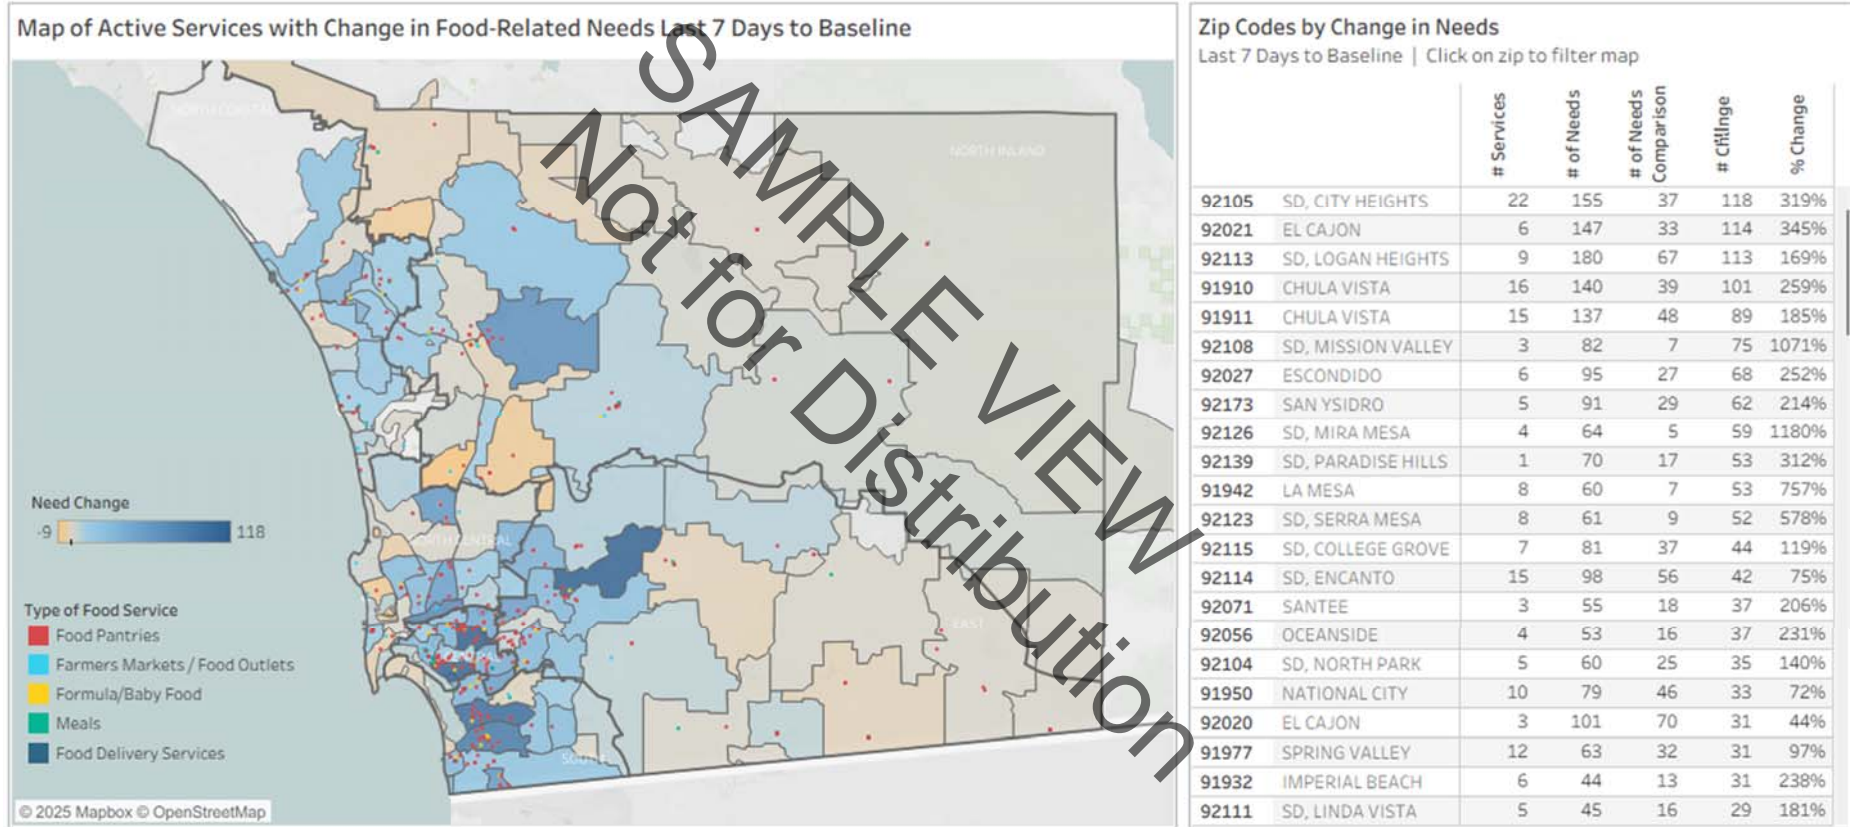 Map of Active Services with Change in Food-Related Needs Last 7 Days to Baseline
NORTH COASTAL
NORTH INLAND
NORTH CENTRAL
EAST
SOUTH
Need Change
-9 118
Type of Food Service
Food Pantries
Farmers Markets / Food Outlets
Formula/Baby Food
Meals
Food Delivery Services
© 2025 Mapbox © OpenStreetMap
SAMPLE VIEW
Not for Distribution
Zip Codes by Change in Needs
Last 7 Days to Baseline | Click on zip to filter map
# Services # of Needs # of Needs Comparison # Change % Change
92105 SD, CITY HEIGHTS 22 155 37 118 319%
92021 EL CAJON 6 147 33 114 345%
92113 SD, LOGAN HEIGHTS 9 180 67 113 169%
91910 CHULA VISTA 16 140 39 101 259%
91911 CHULA VISTA 15 137 48 89 185%
92108 SD, MISSION VALLEY 3 82 7 75 1071%
92027 ESCONDIDO 6 95 27 68 252%
92173 SAN YSIDRO 5 91 29 62 214%
92126 SD, MIRA MESA 4 64 5 59 1180%
92139 SD, PARADISE HILLS 1 70 17 53 312%
91942 LA MESA 8 60 7 53 757%
92123 SD, SERRA MESA 8 61 9 52 578%
92115 SD, COLLEGE GROVE 7 81 37 44 119%
92114 SD, ENCANTO 15 98 56 42 75%
92071 SANTEE 3 55 18 37 206%
92056 OCEANSIDE 4 53 16 37 231%
92104 SD, NORTH PARK 5 60 25 35 140%
91950 NATIONAL CITY 10 79 46 33 72%
92020 EL CAJON 3 101 70 31 44%
91977 SPRING VALLEY 12 63 32 31 97%
91932 IMPERIAL BEACH 6 44 13 31 238%
92111 SD, LINDA VISTA 5 45 16 29 181%